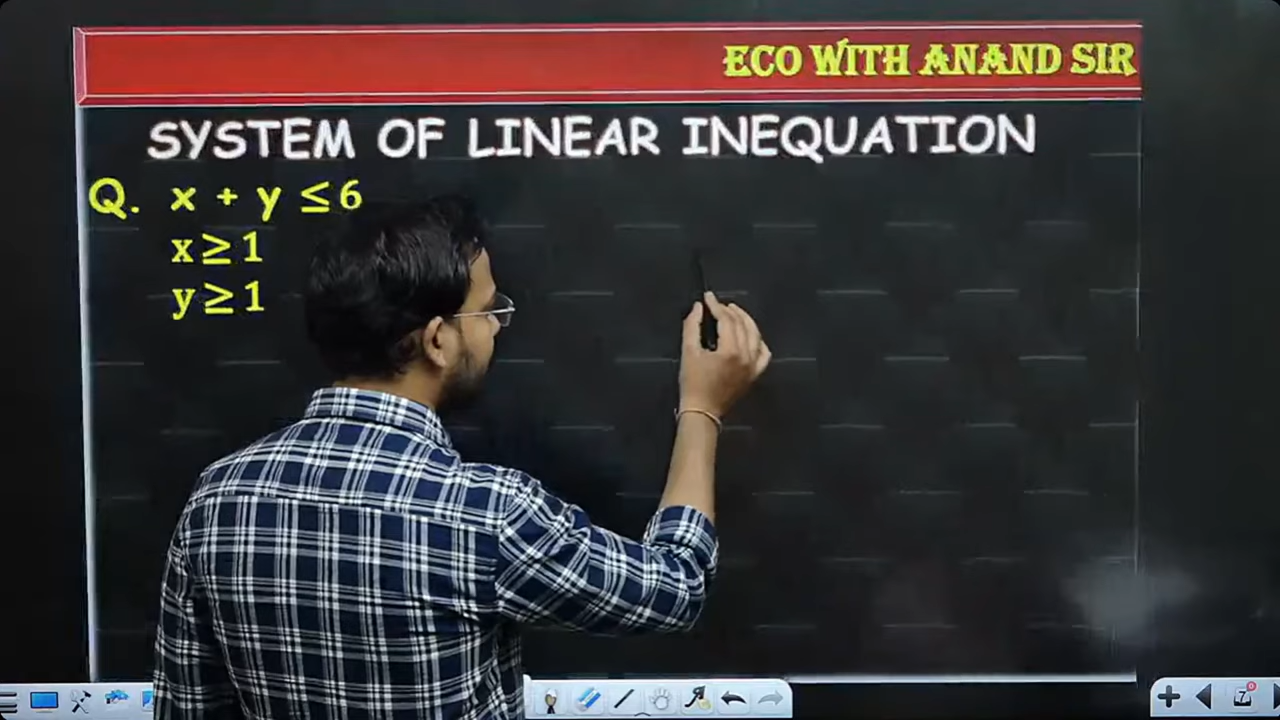 ECO WITH ANAND SIR
SYSTEM OF LINEAR INEQUATION
Q. x + y ≤ 6
x ≥ 1
y ≥ 1